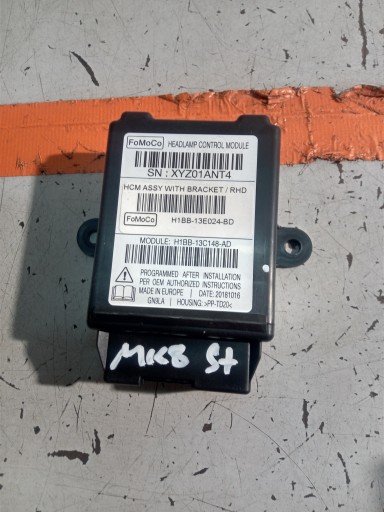 FoMoCo HEADLAMP CONTROL MODULE
SN : XYZ01ANT4
HCM ASSY WITH BRACKET / RHD
FoMoCo H1BB-13E024-BD
MODULE: H1BB-13C148-AD
PROGRAMMED AFTER INSTALLATION
PER OEM AUTHORIZED INSTRUCTIONS
MADE IN EUROPE | DATE: 20181016
GN9LA | HOUSING: >PP-TD20<
MK8 St